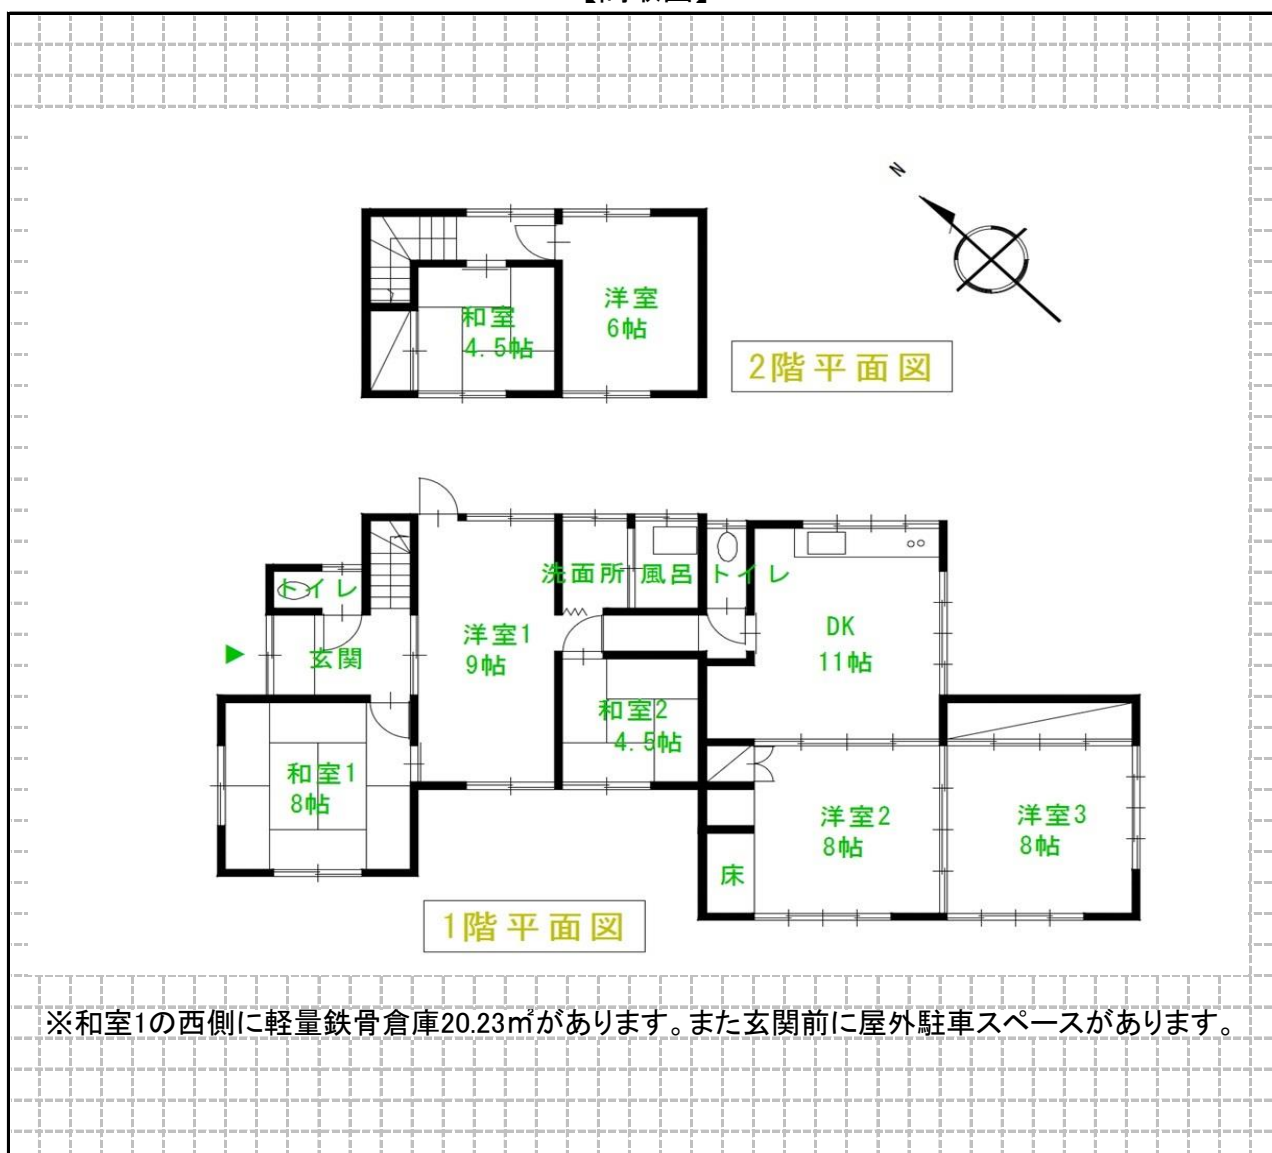 N
洋室
6帖
和室
4.5帖
2階平面図
トイレ
洗面所
風呂
トイレ
玄関
洋室1
9帖
DK
11帖
和室2
4.5帖
和室1
8帖
洋室2
8帖
洋室3
8帖
床
1階平面図
※和室1の西側に軽量鉄骨倉庫20.23㎡があります。また玄関前に屋外駐車スペースがあります。